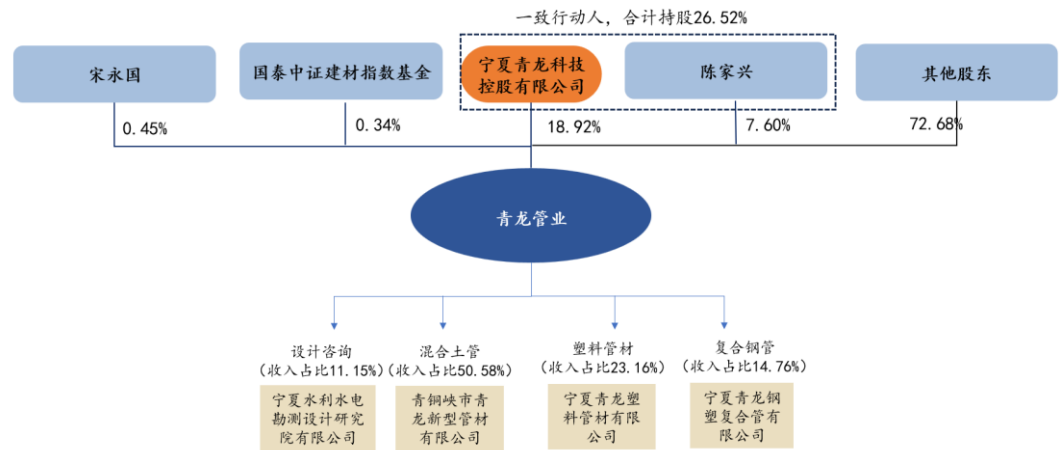 一致行动人，合计持股26.52%
宋永国
国泰中证建材指数基金
宁夏青龙科技
控股有限公司
陈家兴
其他股东
0.45%
0.34%
18.92%
7.60%
72.68%
青龙管业
设计咨询
（收入占比11.15%）
混合土管
（收入占比50.58%）
塑料管材
（收入占比23.16%）
复合钢管
（收入占比14.76%）
宁夏水利水电
勘测设计研究
院有限公司
青铜峡市青
龙新型管材
有限公司
宁夏青龙塑
料管材有限
公司
宁夏青龙钢
塑复合管有
限公司